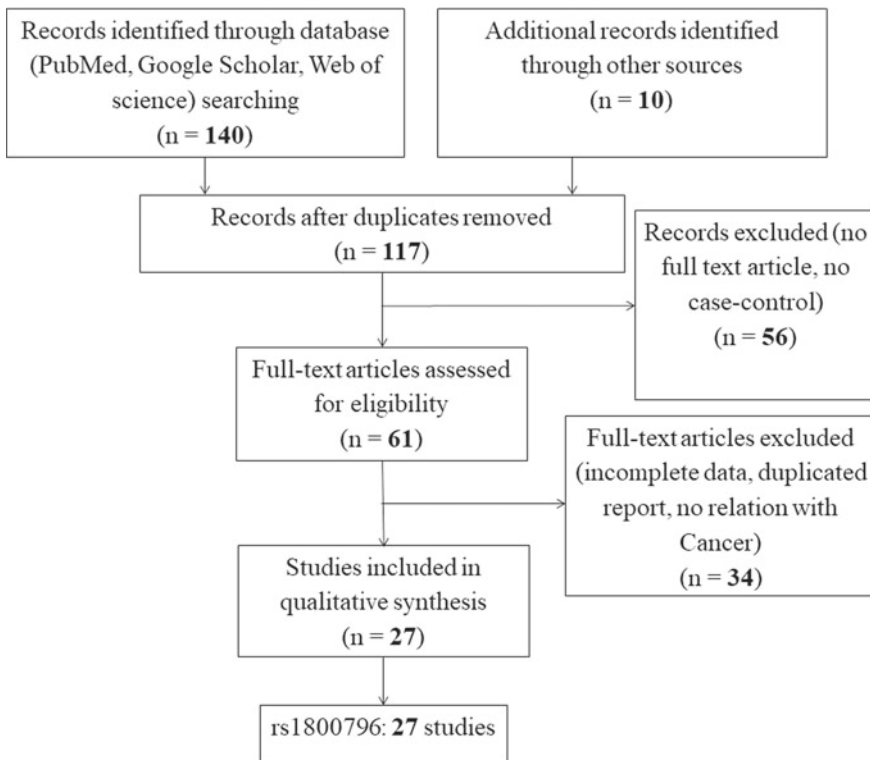 Records identified through database
(PubMed, Google Scholar, Web of
science) searching
(n = 140)
Additional records identified
through other sources
(n = 10)
Records after duplicates removed
(n = 117)
Records excluded (no
full text article, no
case-control)
(n = 56)
Full-text articles assessed
for eligibility
(n = 61)
Full-text articles excluded
(incomplete data, duplicated
report, no relation with
Cancer)
(n = 34)
Studies included in
qualitative synthesis
(n = 27)
rs1800796: 27 studies